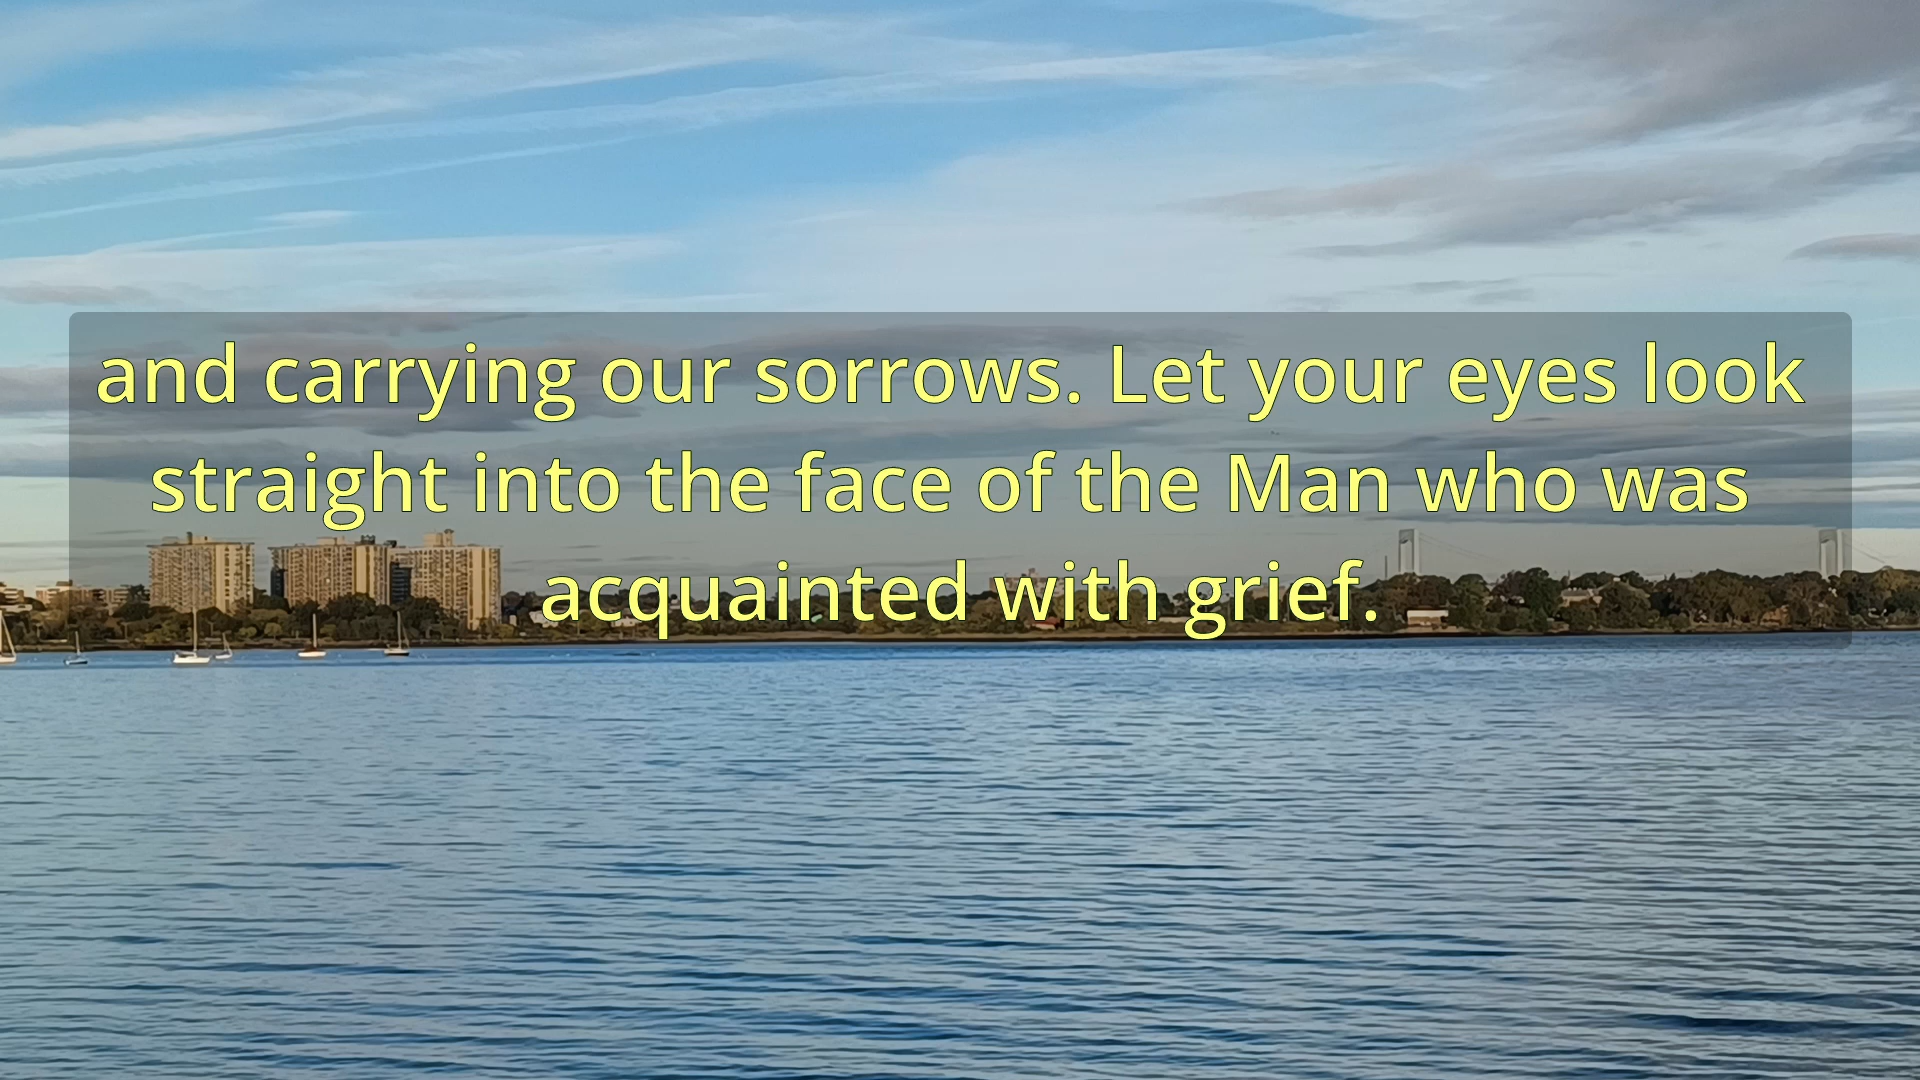 and carrying our sorrows. Let your eyes look
straight into the face of the Man who was
acquainted with grief.